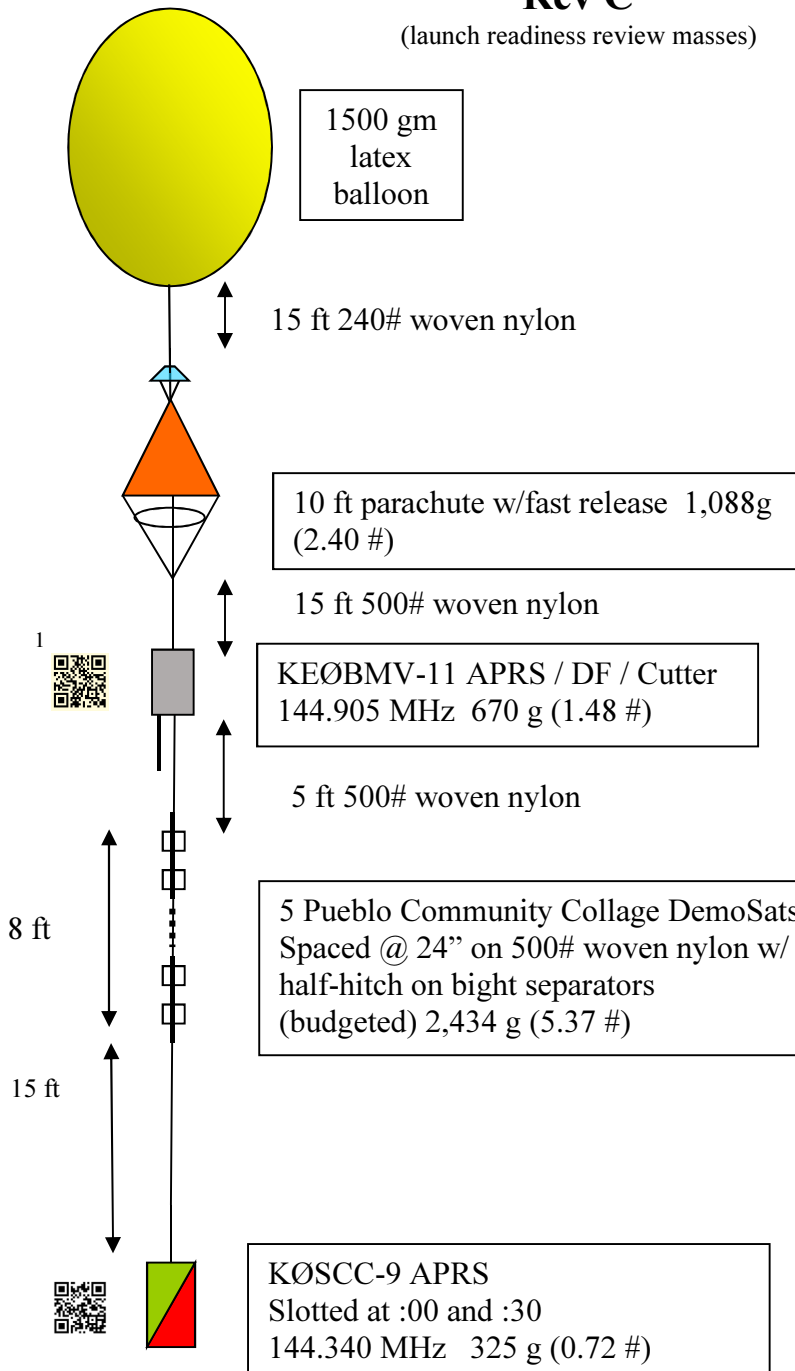 Rev C
(launch readiness review masses)
1500 gm
latex
balloon
15 ft 240# woven nylon
10 ft parachute w/fast release 1,088g
(2.40 #)
15 ft 500# woven nylon
1
KEØBMV-11 APRS / DF / Cutter
144.905 MHz 670 g (1.48 #)
5 ft 500# woven nylon
8 ft
5 Pueblo Community Collage DemoSats
Spaced @ 24” on 500# woven nylon w/
half-hitch on bight separators
(budgeted) 2,434 g (5.37 #)
15 ft
KØSCC-9 APRS
Slotted at :00 and :30
144.340 MHz 325 g (0.72 #)